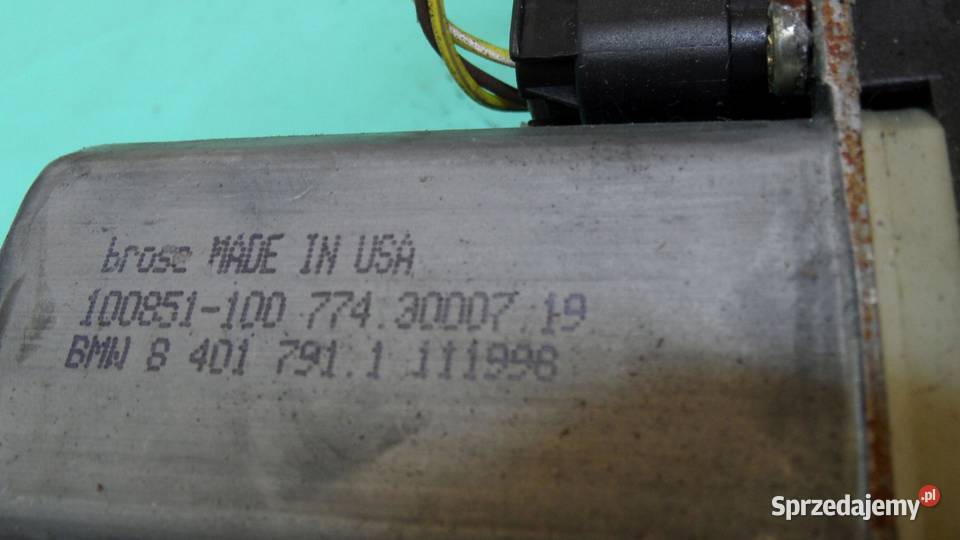 brose MADE IN USA
100851-100 774.30007.19
BMW 8 401 791.1 111998
Sprzedajemy.pl